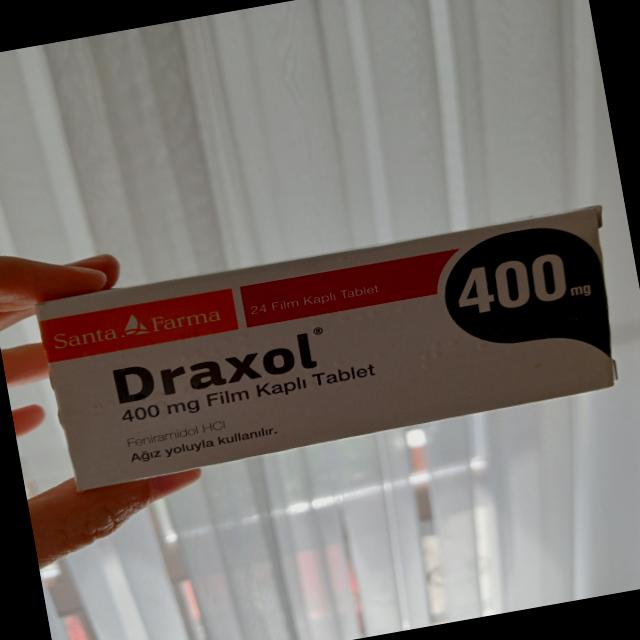 Santa Farma
24 Film Kaplı Tablet
400 mg
Draxol®
400 mg Film Kaplı Tablet
Feniramidol HCl
Ağız yoluyla kullanılır.